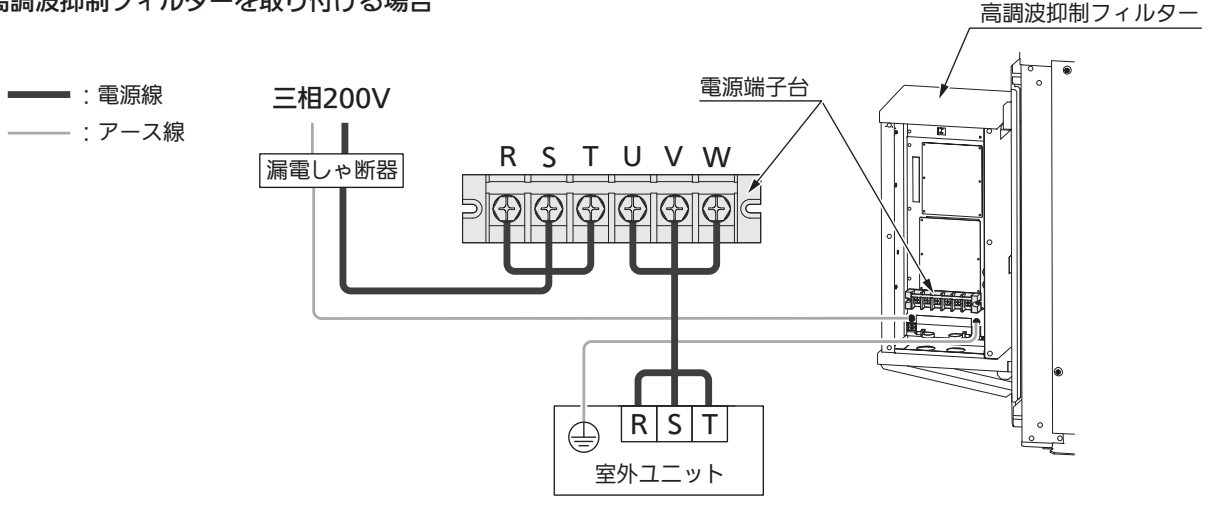 高調波抑制フィルターを取り付ける場合
高調波抑制フィルター
電源端子台
：電源線
：アース線
三相200V
漏電しゃ断器
R S T U V W
R S T
室外ユニット